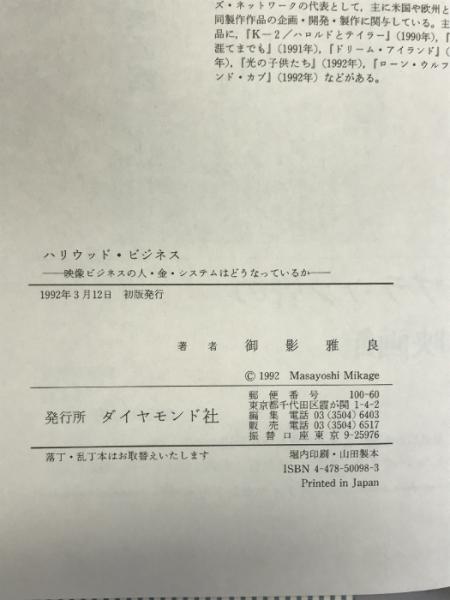 ズ・ネットワークの代表として，主に米国や欧州と
同製作作品の企画・開発・製作に関与している。主
品に，『K－2／ハロルドとテイラー』(1990年)，『
涯てまでも』(1991年)，『ドリーム・アイランド』(
年)，『光の子供たち』(1992年)，『ローン・ウルフ
ンド・カブ』(1992年) などがある。
ハリウッド・ビジネス
――映像ビジネスの人・金・システムはどうなっているか――
1992年3月12日　初版発行
著者　御影雅良
© 1992 Masayoshi Mikage
発行所　ダイヤモンド社
郵便番号　100-60
東京都千代田区霞が関 1-4-2
編集　電話 03 (3504) 6403
販売　電話 03 (3504) 6517
振替口座東京 9-25976
落丁・乱丁本はお取替えいたします
堀内印刷・山田製本
ISBN 4-478-50098-3
Printed in Japan